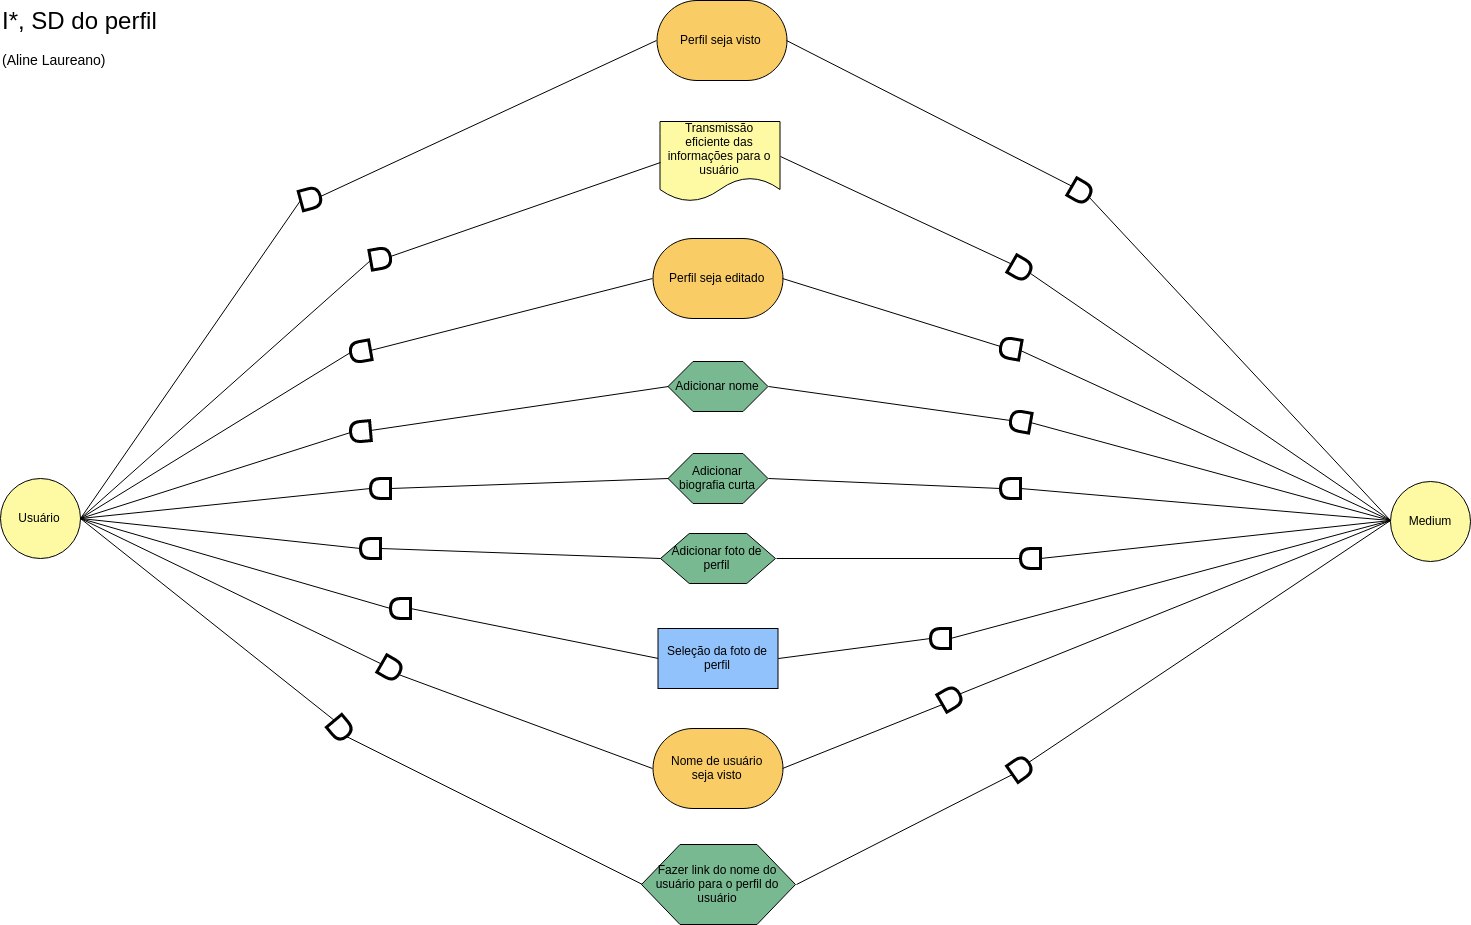 I*, SD do perfil
(Aline Laureano)
Perfil seja visto
Transmissão
eficiente das
informações para o
usuário
Perfil seja editado
Adicionar nome
Adicionar
biografia curta
Usuário
Medium
Adicionar foto de
perfil
Seleção da foto de
perfil
Nome de usuário
seja visto
Fazer link do nome do
usuário para o perfil do
usuário